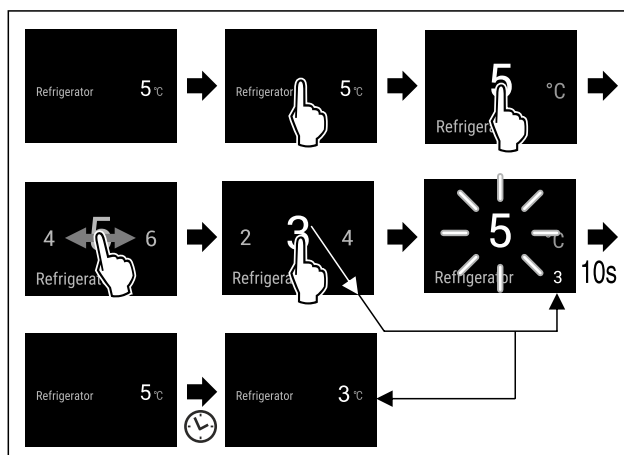 Refrigerator 5°C
Refrigerator 5°C
5 °C
Refrigerator
4 5 6
Refrigerator
2 3 4
Refrigerator
5 °C
Refrigerator 3
10s
Refrigerator 5°C
Refrigerator 3°C